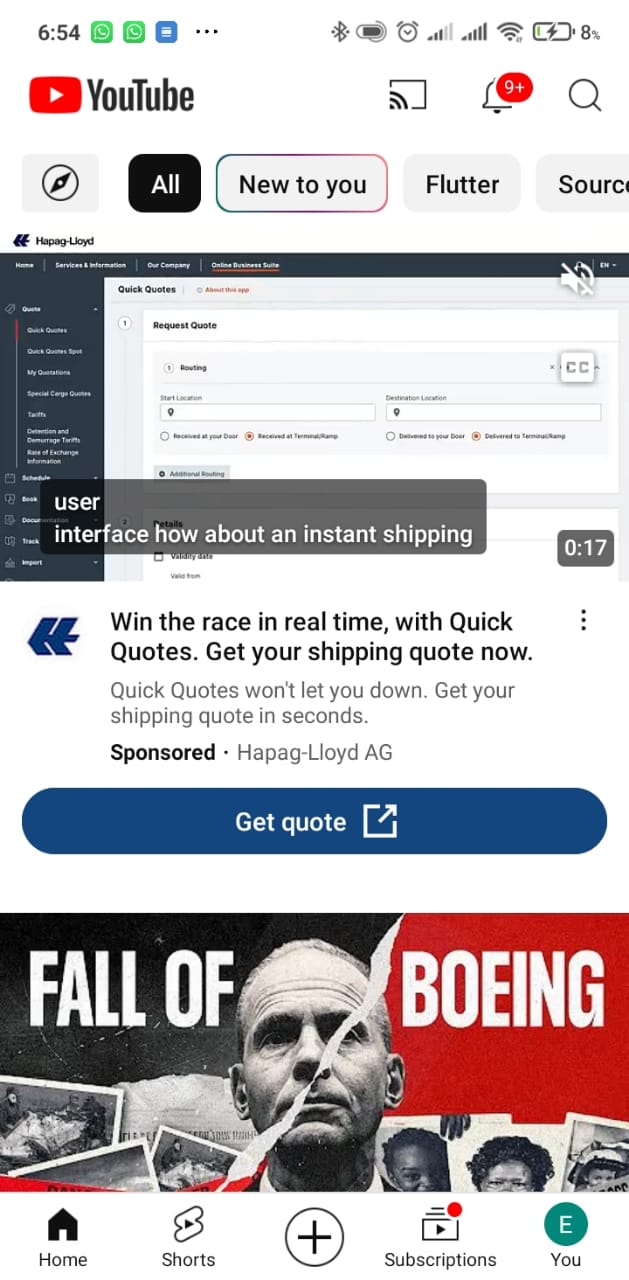 6:54
8%
YouTube
9+
All
New to you
Flutter
Source
Hapag-Lloyd
Home
Services & Information
Our Company
Online Business Suite
EN
Quick Quotes
About this app
Quote
Quick Quotes
Quick Quotes Spot
My Quotations
Special Cargo Quotes
Tariffs
Detention and
Demurrage Tariffs
Rate of Exchange
Information
Schedule
Book
Documentation
Track
Import
1
Request Quote
1 Routing
CC
Start Location
Destination Location
Received at your Door
Received at Terminal/Ramp
Delivered to your Door
Delivered to Terminal/Ramp
Additional Routing
2
Details
Validity date
Valid from
user
interface how about an instant shipping
0:17
Win the race in real time, with Quick
Quotes. Get your shipping quote now.
Quick Quotes won't let you down. Get your
shipping quote in seconds.
Sponsored · Hapag-Lloyd AG
Get quote
FALL OF
BOEING
Home
Shorts
Subscriptions
E
You